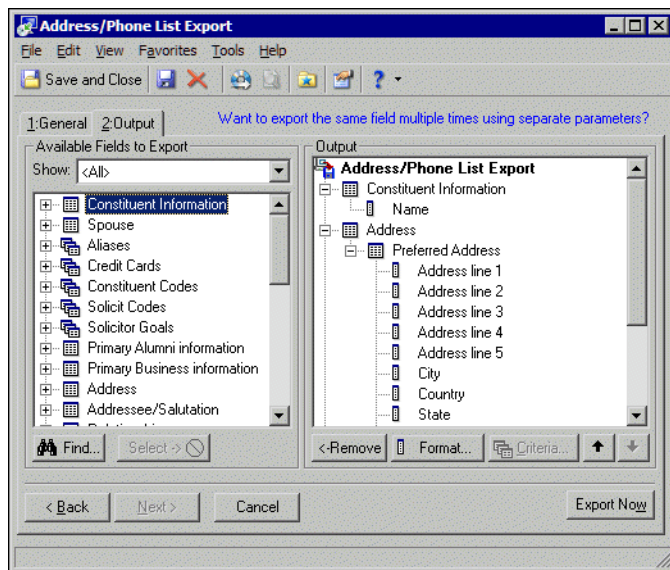 Address/Phone List Export
File Edit View Favorites Tools Help
Save and Close ?
1:General 2:Output Want to export the same field multiple times using separate parameters?
Available Fields to Export
Show: <All>
Constituent Information
Spouse
Aliases
Credit Cards
Constituent Codes
Solicit Codes
Solicitor Goals
Primary Alumni information
Primary Business information
Address
Addressee/Salutation
Output
Address/Phone List Export
Constituent Information
Name
Address
Preferred Address
Address line 1
Address line 2
Address line 3
Address line 4
Address line 5
City
Country
State
Find... Select -> <-Remove Format... Criteria...
< Back Next > Cancel Export Now